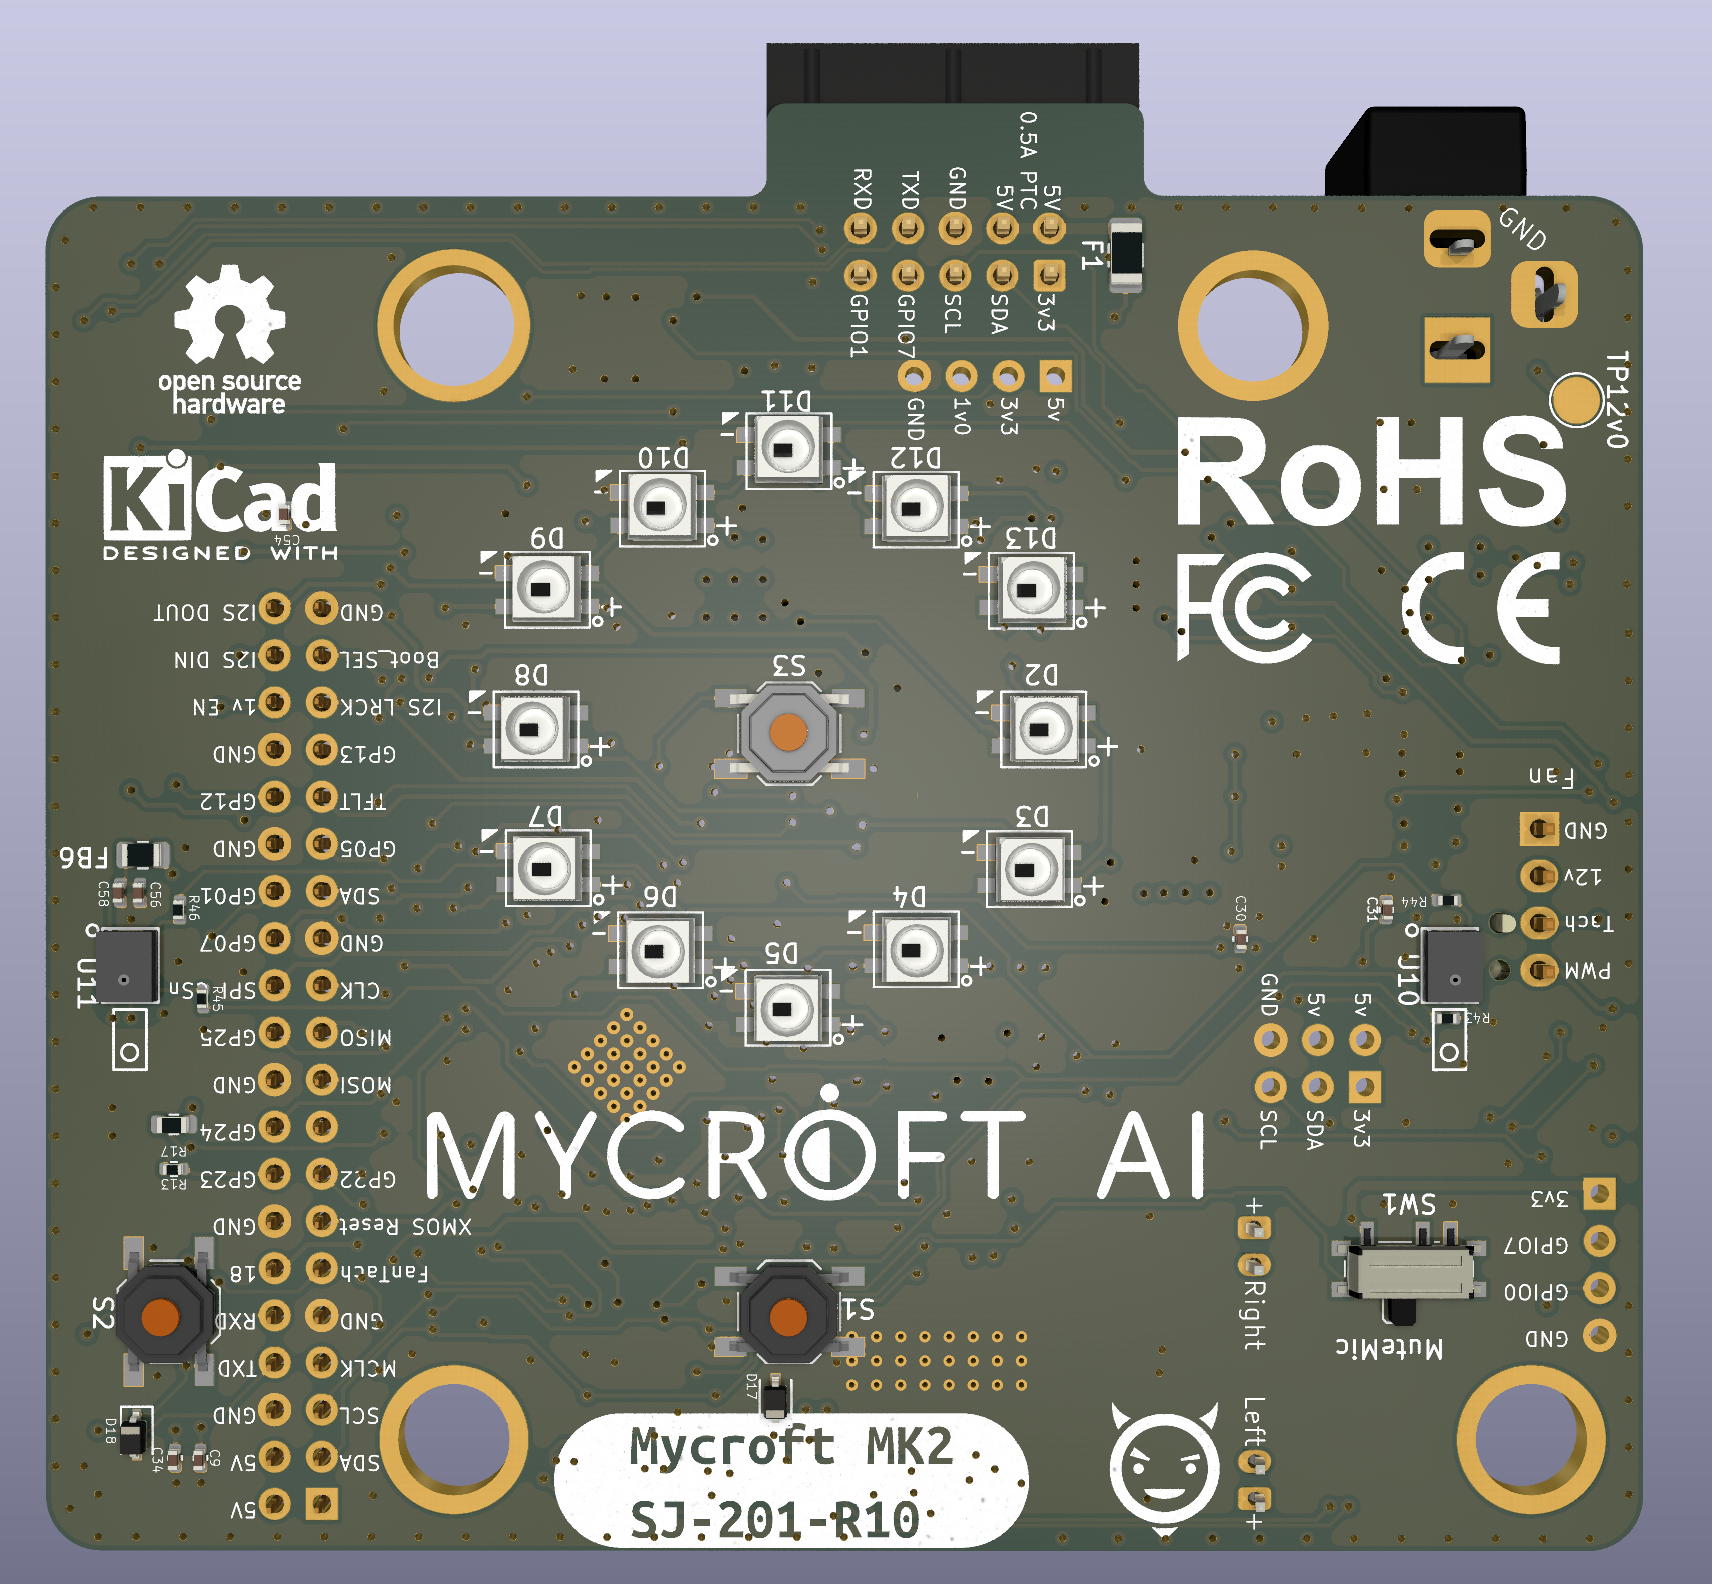 0.5A PTC
RXD
TXD
GND
5V
5V
F1
GND
GPIO1
GPIO7
SCL
SDA
3v3
GND
1v0
3v3
5v
TP12v0
open source
hardware
KiCad
DESIGNED WITH
C54
RoHS
FC CE
D11
D10
D12
D9
D13
D8
S3
D2
D7
D3
D6
D4
D5
I2S DOUT
GND
I2S DIN
Boot_SEL
1v EN
I2S LRCK
GND
GP13
GP12
TFLT
GND
GP05
GP01
SDA
GP07
GND
SPI CSn
CLK
GP25
MISO
GND
MOSI
GP24
GP23
GP22
GND
XMOS Reset
18
FanTach
RXD
GND
TXD
MCLK
GND
SCL
5V
SDA
5V
FB6
C58
C56
R46
U11
R45
R17
R13
S2
D18
C34
C9
Fan
GND
12v
Tach
PWM
C30
C31
R44
U10
R43
GND
5v
5v
SCL
SDA
3v3
MYCROFT AI
SW1
MuteMic
3v3
GPIO7
GPIO0
GND
+
Right
Left
+
S1
D17
Mycroft MK2
SJ-201-R10